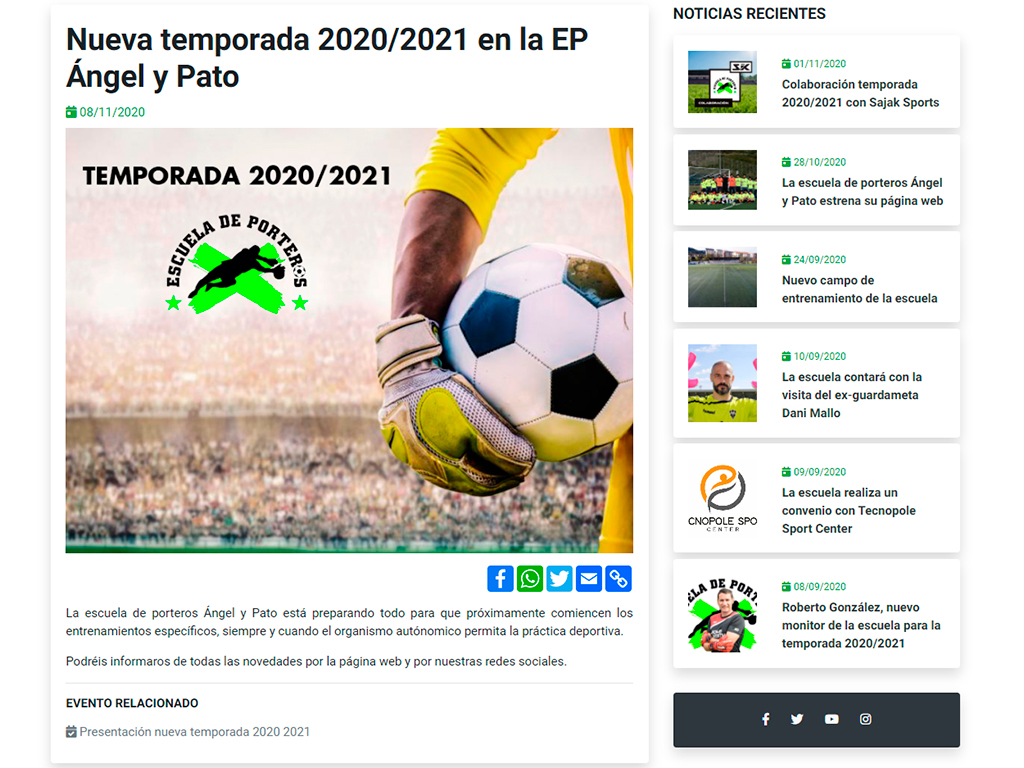 Nueva temporada 2020/2021 en la EP
Ángel y Pato
08/11/2020
TEMPORADA 2020/2021
ESCUELA DE PORTEROS
La escuela de porteros Ángel y Pato está preparando todo para que próximamente comiencen los
entrenamientos específicos, siempre y cuando el organismo autónomico permita la práctica deportiva.
Podréis informaros de todas las novedades por la página web y por nuestras redes sociales.
EVENTO RELACIONADO
Presentación nueva temporada 2020 2021
NOTICIAS RECIENTES
SK
COLABORACIÓN
01/11/2020
Colaboración temporada
2020/2021 con Sajak Sports
28/10/2020
La escuela de porteros Ángel
y Pato estrena su página web
24/09/2020
Nuevo campo de
entrenamiento de la escuela
10/09/2020
La escuela contará con la
visita del ex-guardameta
Dani Mallo
CNOPOLE SPO
CENTER
09/09/2020
La escuela realiza un
convenio con Tecnopole
Sport Center
ELA DE PORT
08/09/2020
Roberto González, nuevo
monitor de la escuela para la
temporada 2020/2021